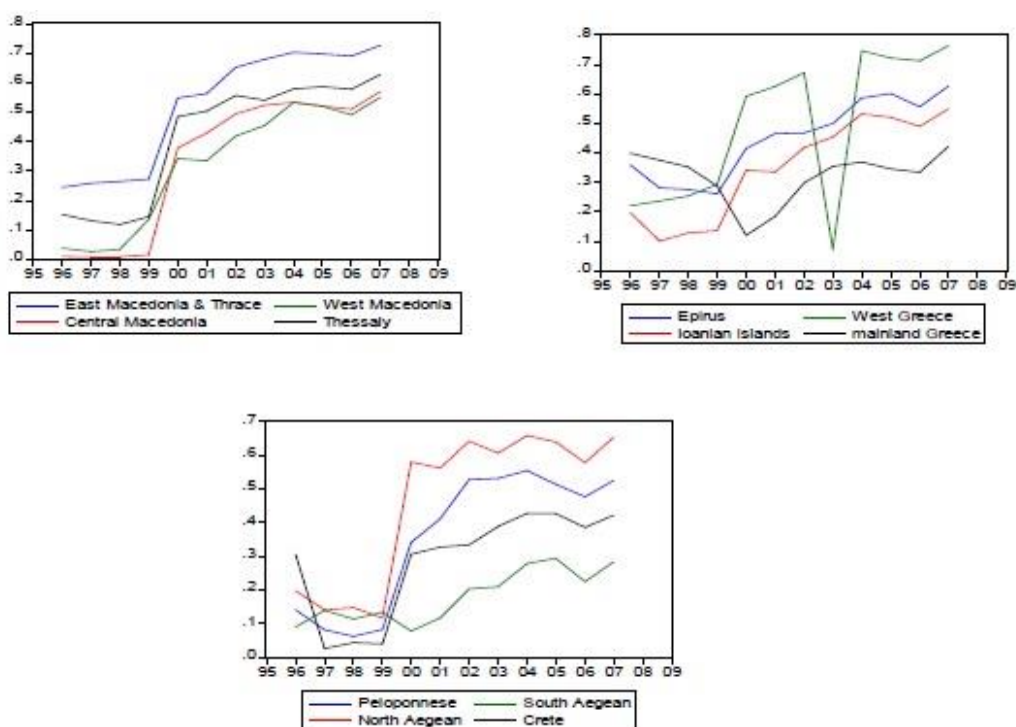 .8
.7
.6
.5
.4
.3
.2
.1
.0
95 96 97 98 99 00 01 02 03 04 05 06 07 08 09
East Macedonia & Thrace West Macedonia
Central Macedonia Thessaly
.8
.7
.6
.5
.4
.3
.2
.1
.0
95 96 97 98 99 00 01 02 03 04 05 06 07 08 09
Epirus West Greece
Ioanian Islands mainland Greece
.7
.6
.5
.4
.3
.2
.1
.0
95 96 97 98 99 00 01 02 03 04 05 06 07 08 09
Peloponnese South Aegean
North Aegean Crete